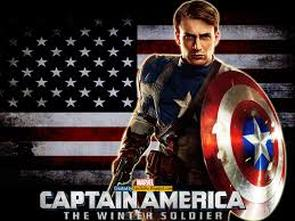 MARVEL
CAPTAIN AMERICA
THE WINTER SOLDIER